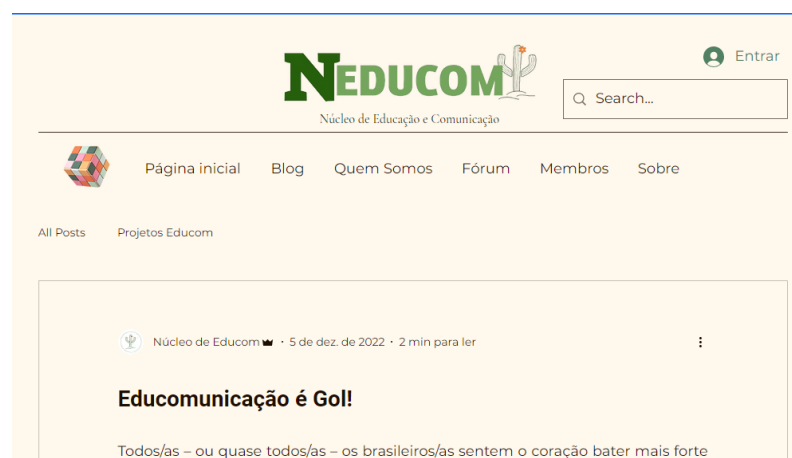 NEDUCOM
Entrar
Search...
Núcleo de Educação e Comunicação
Página inicial Blog Quem Somos Fórum Membros Sobre
All Posts Projetos Educom
Núcleo de Educom · 5 de dez. de 2022 · 2 min para ler
Educomunicação é Gol!
Todos/as – ou quase todos/as – os brasileiros/as sentem o coração bater mais forte